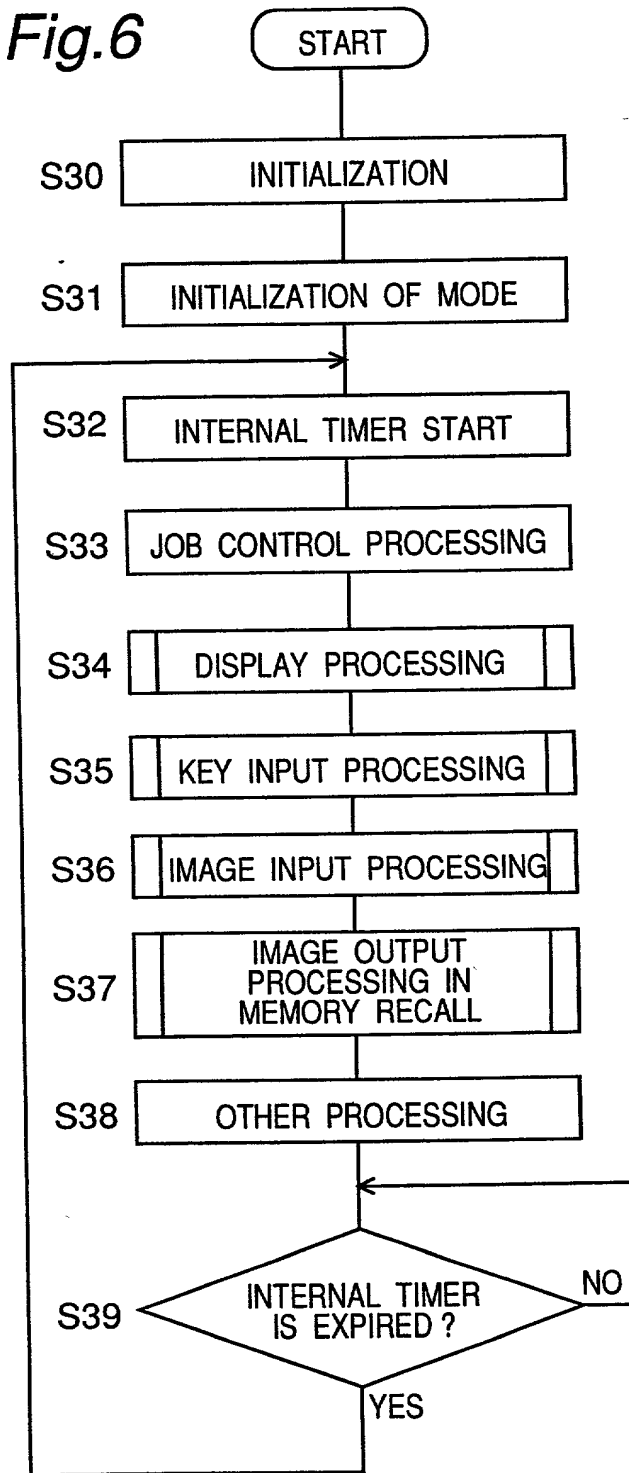 Fig.6
START
S30
INITIALIZATION
S31
INITIALIZATION OF MODE
S32
INTERNAL TIMER START
S33
JOB CONTROL PROCESSING
S34
DISPLAY PROCESSING
S35
KEY INPUT PROCESSING
S36
IMAGE INPUT PROCESSING
S37
IMAGE OUTPUT
PROCESSING IN
MEMORY RECALL
S38
OTHER PROCESSING
S39
INTERNAL TIMER
IS EXPIRED ?
NO
YES